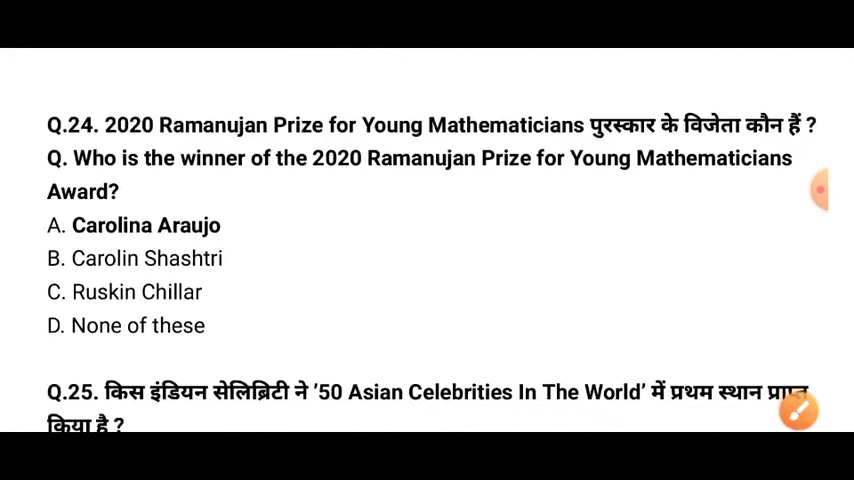 Q.24. 2020 Ramanujan Prize for Young Mathematicians पुरस्कार के विजेता कौन हैं ?
Q. Who is the winner of the 2020 Ramanujan Prize for Young Mathematicians
Award?
A. Carolina Araujo
B. Carolin Shashtri
C. Ruskin Chillar
D. None of these
Q.25. किस इंडियन सेलिब्रिटी ने ’50 Asian Celebrities In The World’ में प्रथम स्थान प्राप्त
किया है ?